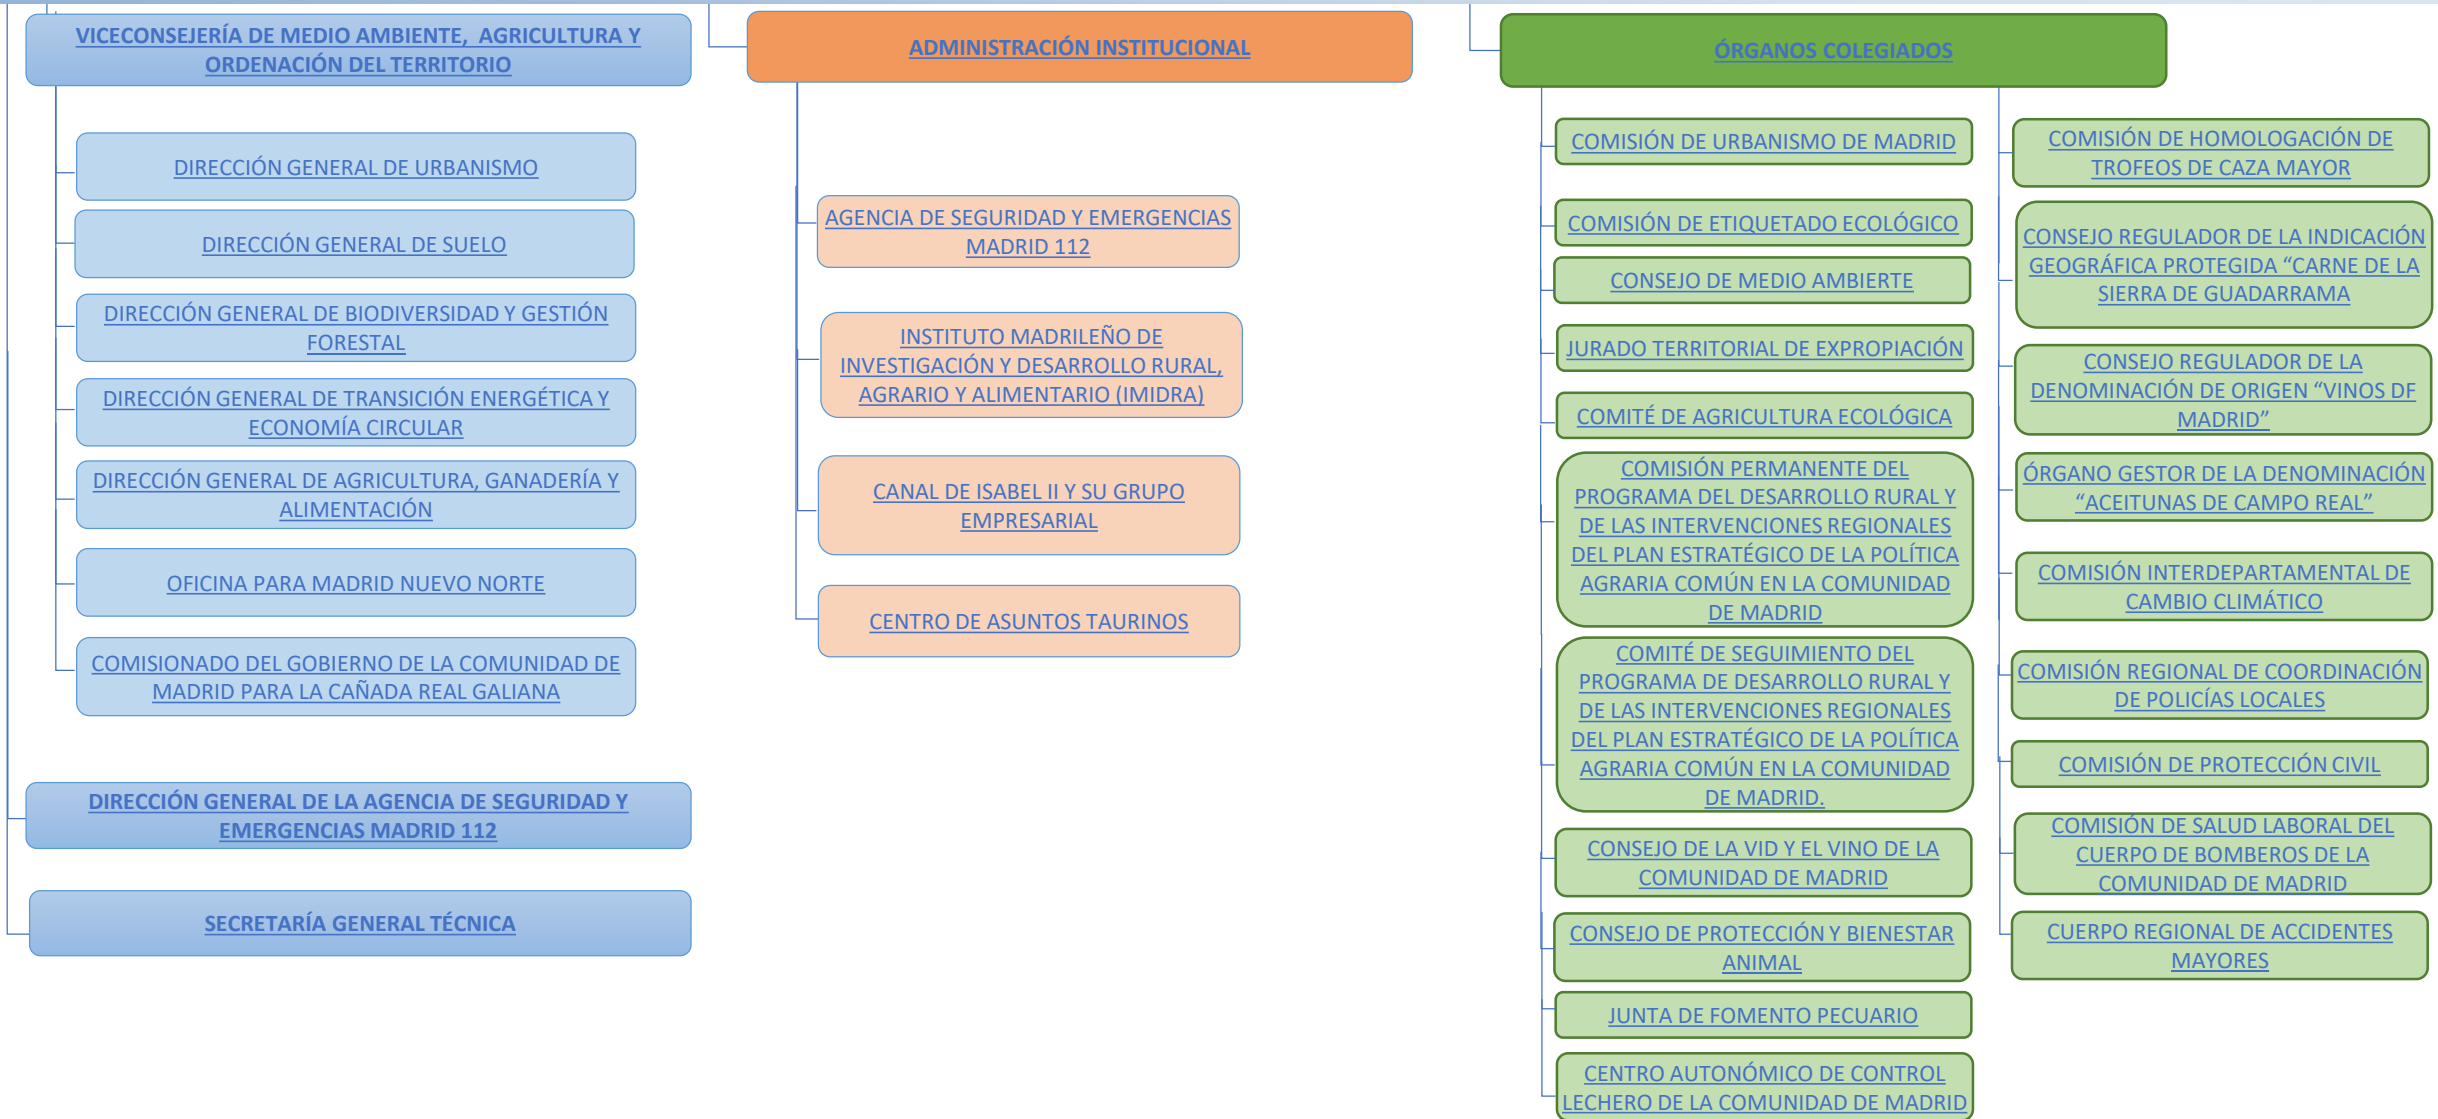 VICECONSEJERÍA DE MEDIO AMBIENTE, AGRICULTURA Y
ORDENACIÓN DEL TERRITORIO
DIRECCIÓN GENERAL DE URBANISMO
DIRECCIÓN GENERAL DE SUELO
DIRECCIÓN GENERAL DE BIODIVERSIDAD Y GESTIÓN
FORESTAL
DIRECCIÓN GENERAL DE TRANSICIÓN ENERGÉTICA Y
ECONOMÍA CIRCULAR
DIRECCIÓN GENERAL DE AGRICULTURA, GANADERÍA Y
ALIMENTACIÓN
OFICINA PARA MADRID NUEVO NORTE
COMISIONADO DEL GOBIERNO DE LA COMUNIDAD DE
MADRID PARA LA CAÑADA REAL GALIANA
DIRECCIÓN GENERAL DE LA AGENCIA DE SEGURIDAD Y
EMERGENCIAS MADRID 112
SECRETARÍA GENERAL TÉCNICA
ADMINISTRACIÓN INSTITUCIONAL
AGENCIA DE SEGURIDAD Y EMERGENCIAS
MADRID 112
INSTITUTO MADRILEÑO DE
INVESTIGACIÓN Y DESARROLLO RURAL,
AGRARIO Y ALIMENTARIO (IMIDRA)
CANAL DE ISABEL II Y SU GRUPO
EMPRESARIAL
CENTRO DE ASUNTOS TAURINOS
ÓRGANOS COLEGIADOS
COMISIÓN DE URBANISMO DE MADRID
COMISIÓN DE ETIQUETADO ECOLÓGICO
CONSEJO DE MEDIO AMBIENTE
JURADO TERRITORIAL DE EXPROPIACIÓN
COMITÉ DE AGRICULTURA ECOLÓGICA
COMISIÓN PERMANENTE DEL
PROGRAMA DEL DESARROLLO RURAL Y
DE LAS INTERVENCIONES REGIONALES
DEL PLAN ESTRATÉGICO DE LA POLÍTICA
AGRARIA COMÚN EN LA COMUNIDAD
DE MADRID
COMITÉ DE SEGUIMIENTO DEL
PROGRAMA DE DESARROLLO RURAL Y
DE LAS INTERVENCIONES REGIONALES
DEL PLAN ESTRATÉGICO DE LA POLÍTICA
AGRARIA COMÚN EN LA COMUNIDAD
DE MADRID.
CONSEJO DE LA VID Y EL VINO DE LA
COMUNIDAD DE MADRID
CONSEJO DE PROTECCIÓN Y BIENESTAR
ANIMAL
JUNTA DE FOMENTO PECUARIO
CENTRO AUTONÓMICO DE CONTROL
LECHERO DE LA COMUNIDAD DE MADRID
COMISIÓN DE HOMOLOGACIÓN DE
TROFEOS DE CAZA MAYOR
CONSEJO REGULADOR DE LA INDICACIÓN
GEOGRÁFICA PROTEGIDA “CARNE DE LA
SIERRA DE GUADARRAMA
CONSEJO REGULADOR DE LA
DENOMINACIÓN DE ORIGEN “VINOS DF
MADRID”
ÓRGANO GESTOR DE LA DENOMINACIÓN
“ACEITUNAS DE CAMPO REAL”
COMISIÓN INTERDEPARTAMENTAL DE
CAMBIO CLIMÁTICO
COMISIÓN REGIONAL DE COORDINACIÓN
DE POLICÍAS LOCALES
COMISIÓN DE PROTECCIÓN CIVIL
COMISIÓN DE SALUD LABORAL DEL
CUERPO DE BOMBEROS DE LA
COMUNIDAD DE MADRID
CUERPO REGIONAL DE ACCIDENTES
MAYORES